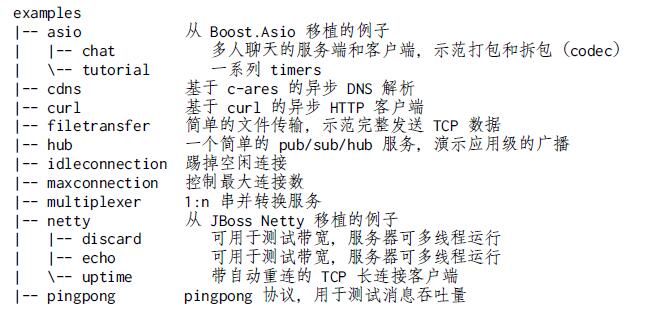 examples
|-- asio 从 Boost.Asio 移植的例子
| |-- chat 多人聊天的服务端和客户端，示范打包和拆包（codec）
| \-- tutorial 一系列 timers
|-- cdns 基于 c-ares 的异步 DNS 解析
|-- curl 基于 curl 的异步 HTTP 客户端
|-- filetransfer 简单的文件传输，示范完整发送 TCP 数据
|-- hub 一个简单的 pub/sub/hub 服务，演示应用级的广播
|-- idleconnection 踢掉空闲连接
|-- maxconnection 控制最大连接数
|-- multiplexer 1:n 串并转换服务
|-- netty 从 JBoss Netty 移植的例子
| |-- discard 可用于测试带宽，服务器可多线程运行
| |-- echo 可用于测试带宽，服务器可多线程运行
| \-- uptime 带自动重连的 TCP 长连接客户端
|-- pingpong pingpong 协议，用于测试消息吞吐量